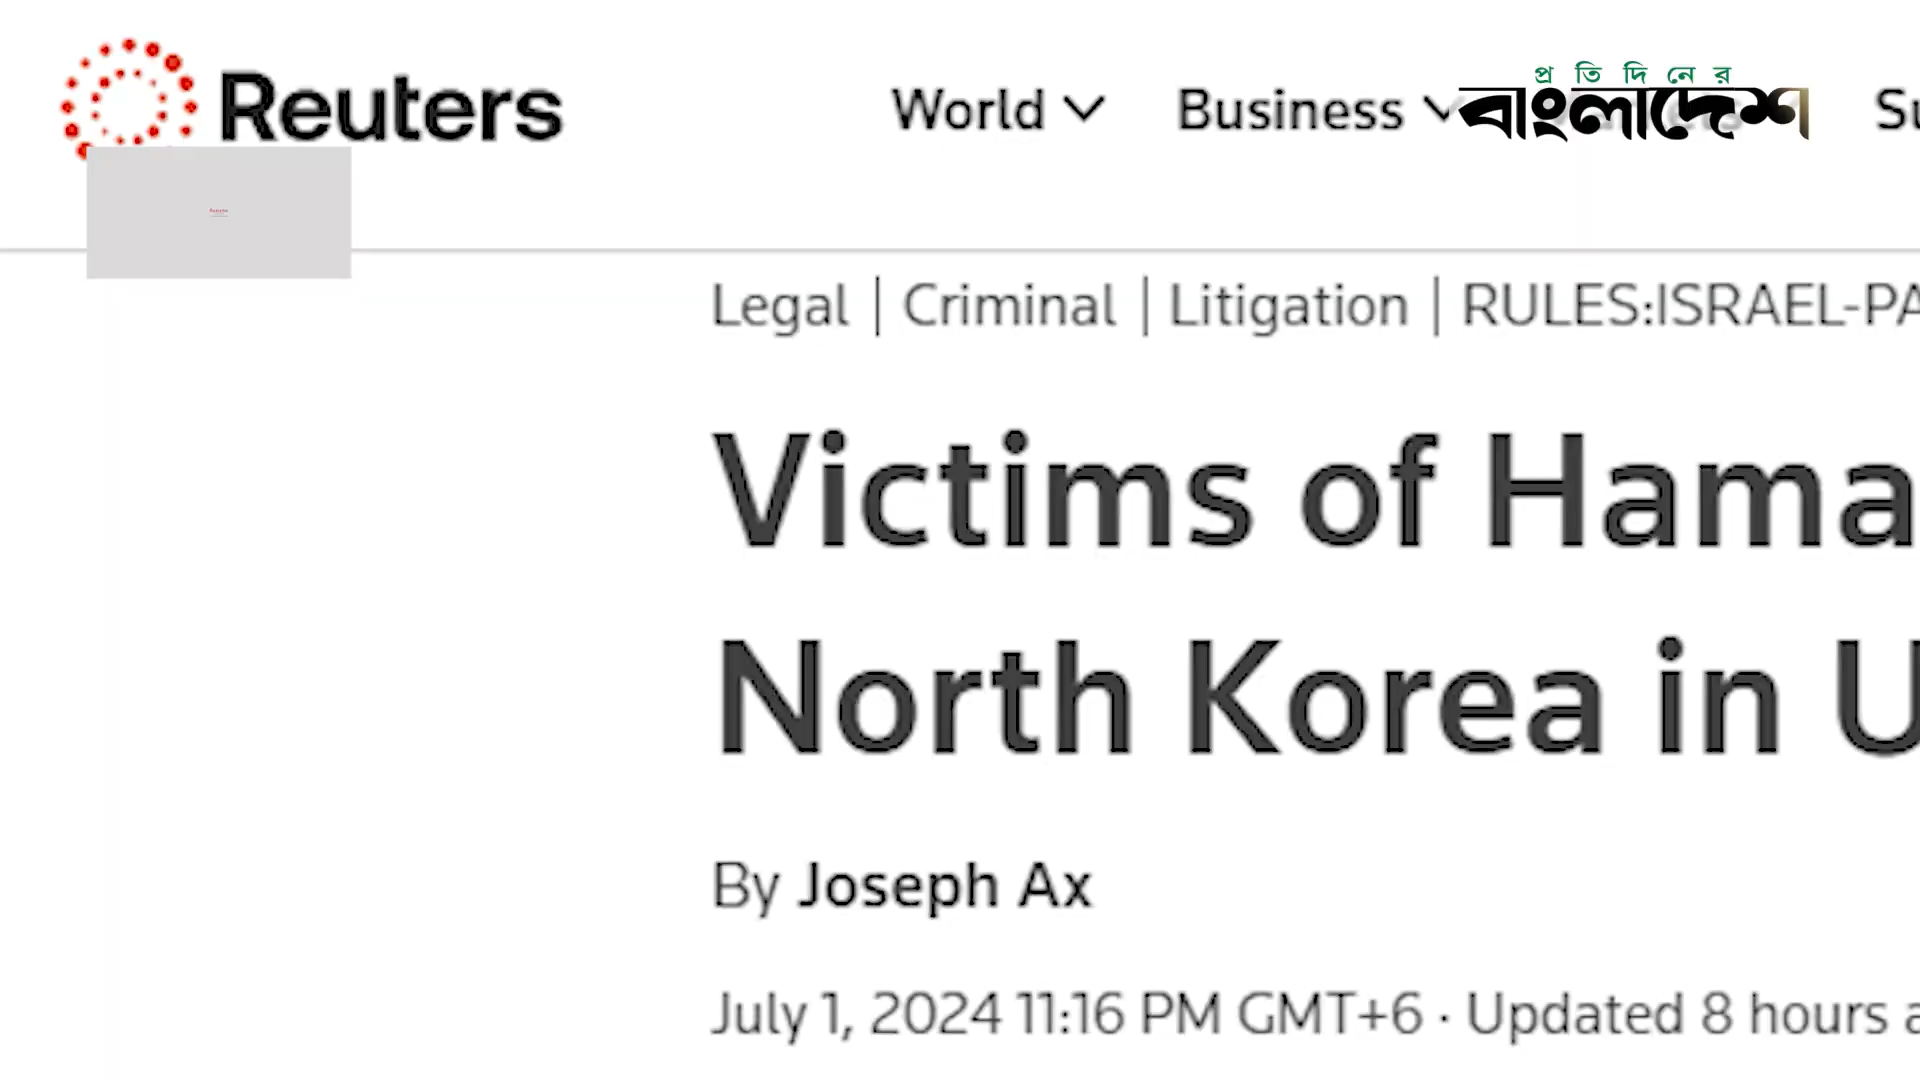 Reuters
World
Business
প্রতিদিনের
বাংলাদেশ
Su
Legal | Criminal | Litigation | RULES:ISRAEL-PA
Victims of Hama
North Korea in U
By Joseph Ax
July 1, 2024 11:16 PM GMT+6 · Updated 8 hours a